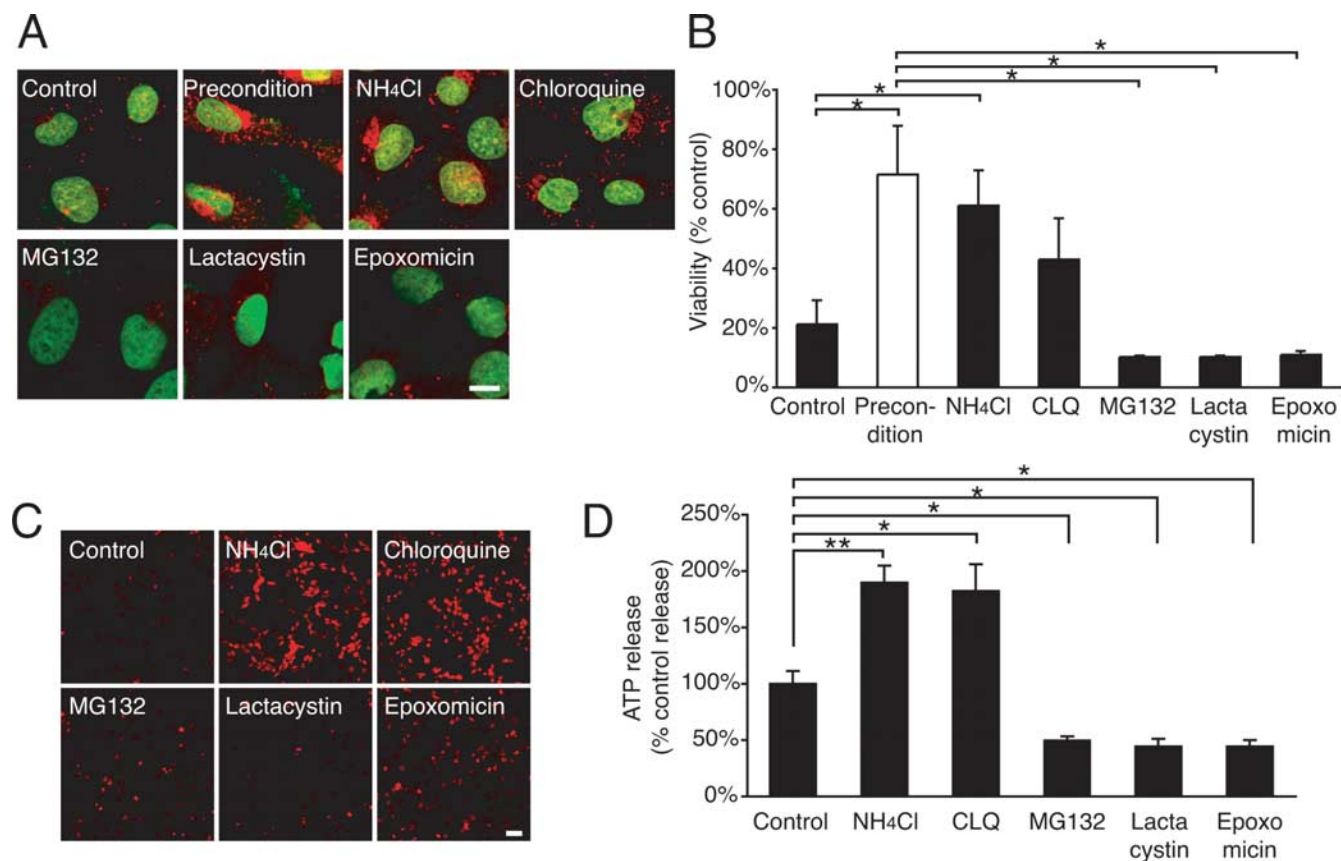 A
Control
Precondition
NH4Cl
Chloroquine
MG132
Lactacystin
Epoxomicin
B
Viability (% control)
100%
80%
60%
40%
20%
0%
*
*
*
*
*
Control
Precon-
dition
NH4Cl
CLQ
MG132
Lacta
cystin
Epoxo
micin
C
Control
NH4Cl
Chloroquine
MG132
Lactacystin
Epoxomicin
D
ATP release
(% control release)
250%
200%
150%
100%
50%
0%
*
*
*
*
**
Control
NH4Cl
CLQ
MG132
Lacta
cystin
Epoxo
micin